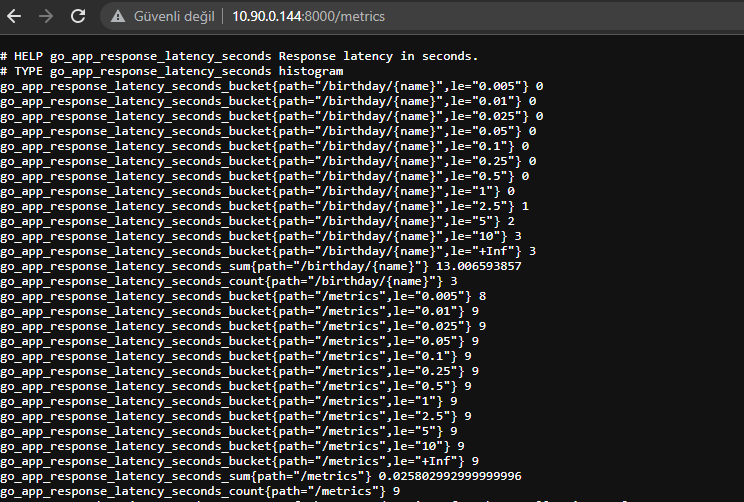 Güvenli değil 10.90.0.144:8000/metrics
# HELP go_app_response_latency_seconds Response latency in seconds.
# TYPE go_app_response_latency_seconds histogram
go_app_response_latency_seconds_bucket{path="/birthday/{name}",le="0.005"} 0
go_app_response_latency_seconds_bucket{path="/birthday/{name}",le="0.01"} 0
go_app_response_latency_seconds_bucket{path="/birthday/{name}",le="0.025"} 0
go_app_response_latency_seconds_bucket{path="/birthday/{name}",le="0.05"} 0
go_app_response_latency_seconds_bucket{path="/birthday/{name}",le="0.1"} 0
go_app_response_latency_seconds_bucket{path="/birthday/{name}",le="0.25"} 0
go_app_response_latency_seconds_bucket{path="/birthday/{name}",le="0.5"} 0
go_app_response_latency_seconds_bucket{path="/birthday/{name}",le="1"} 0
go_app_response_latency_seconds_bucket{path="/birthday/{name}",le="2.5"} 1
go_app_response_latency_seconds_bucket{path="/birthday/{name}",le="5"} 2
go_app_response_latency_seconds_bucket{path="/birthday/{name}",le="10"} 3
go_app_response_latency_seconds_bucket{path="/birthday/{name}",le="+Inf"} 3
go_app_response_latency_seconds_sum{path="/birthday/{name}"} 13.006593857
go_app_response_latency_seconds_count{path="/birthday/{name}"} 3
go_app_response_latency_seconds_bucket{path="/metrics",le="0.005"} 8
go_app_response_latency_seconds_bucket{path="/metrics",le="0.01"} 9
go_app_response_latency_seconds_bucket{path="/metrics",le="0.025"} 9
go_app_response_latency_seconds_bucket{path="/metrics",le="0.05"} 9
go_app_response_latency_seconds_bucket{path="/metrics",le="0.1"} 9
go_app_response_latency_seconds_bucket{path="/metrics",le="0.25"} 9
go_app_response_latency_seconds_bucket{path="/metrics",le="0.5"} 9
go_app_response_latency_seconds_bucket{path="/metrics",le="1"} 9
go_app_response_latency_seconds_bucket{path="/metrics",le="2.5"} 9
go_app_response_latency_seconds_bucket{path="/metrics",le="5"} 9
go_app_response_latency_seconds_bucket{path="/metrics",le="10"} 9
go_app_response_latency_seconds_bucket{path="/metrics",le="+Inf"} 9
go_app_response_latency_seconds_sum{path="/metrics"} 0.025802992999999996
go_app_response_latency_seconds_count{path="/metrics"} 9